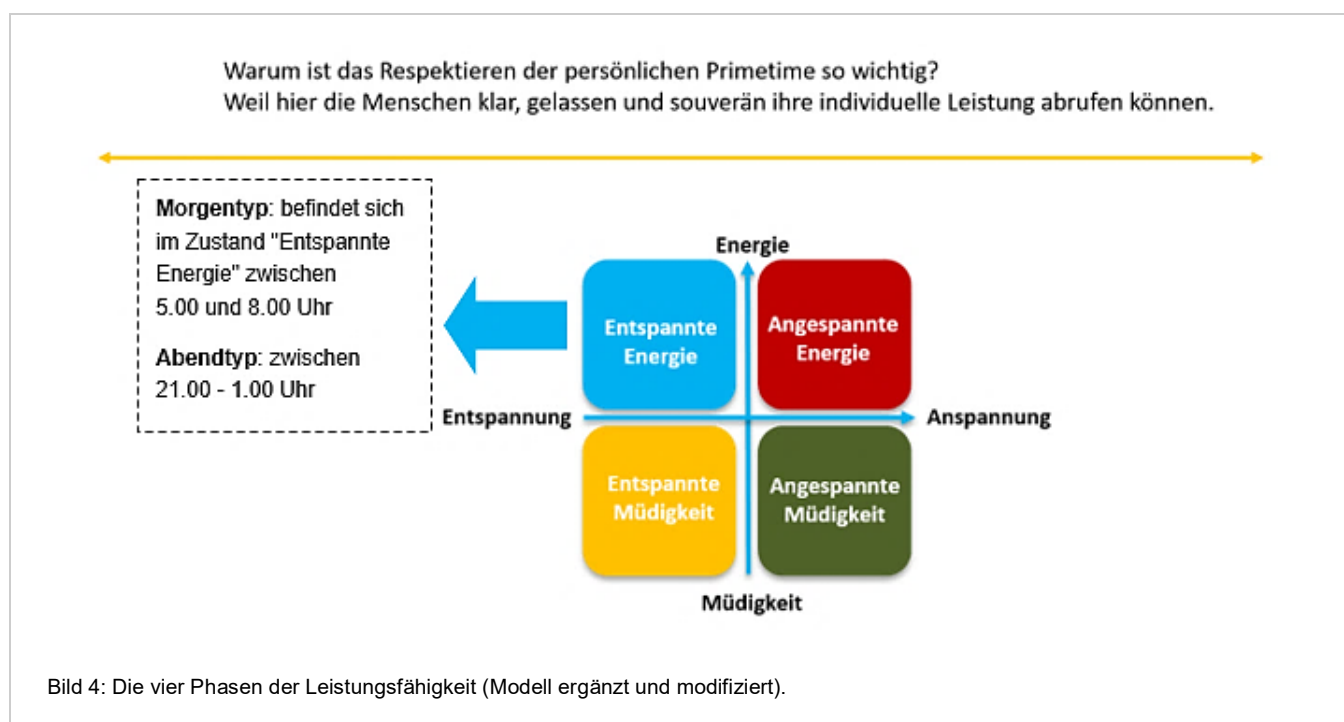 Warum ist das Respektieren der persönlichen Primetime so wichtig?
Weil hier die Menschen klar, gelassen und souverän ihre individuelle Leistung abrufen können.
Morgentyp: befindet sich
im Zustand "Entspannte
Energie" zwischen
5.00 und 8.00 Uhr
Abendtyp: zwischen
21.00 - 1.00 Uhr
Energie
Entspannte
Energie
Angespannte
Energie
Entspannung
Anspannung
Entspannte
Müdigkeit
Angespannte
Müdigkeit
Müdigkeit
Bild 4: Die vier Phasen der Leistungsfähigkeit (Modell ergänzt und modifiziert).